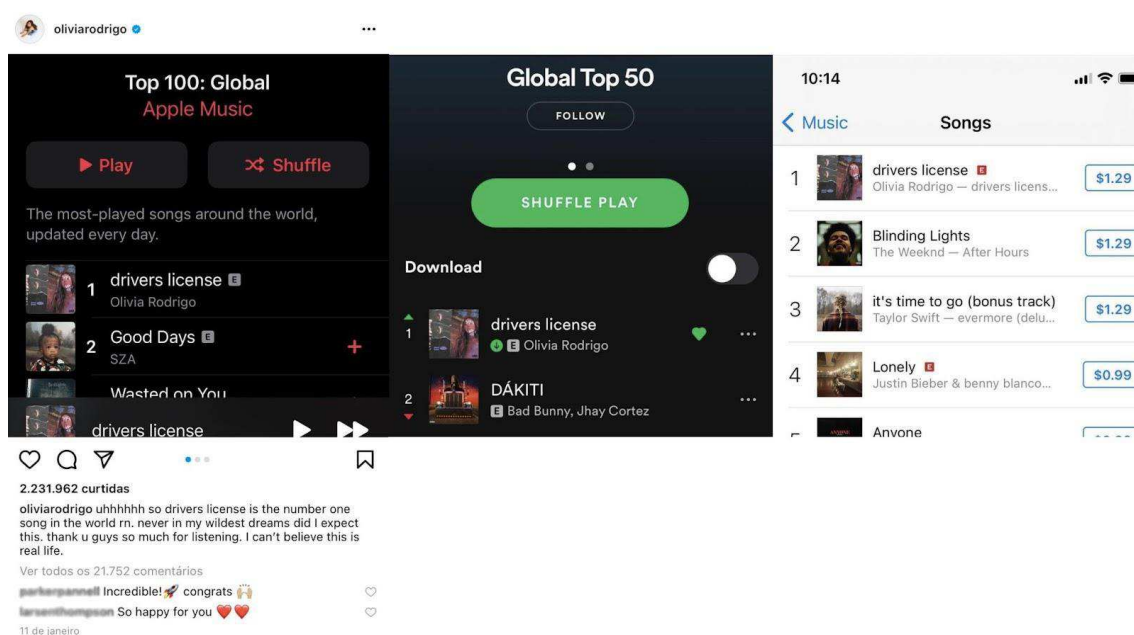 oliviarodrigo
Top 100: Global
Apple Music
Play
Shuffle
The most-played songs around the world,
updated every day.
1
drivers license E
Olivia Rodrigo
2
Good Days E
SZA
Wasted on You
drivers license
Global Top 50
FOLLOW
SHUFFLE PLAY
Download
1
drivers license
E Olivia Rodrigo
2
DÁKITI
E Bad Bunny, Jhay Cortez
10:14
Music
Songs
1
drivers license E
Olivia Rodrigo — drivers licens...
$1.29
2
Blinding Lights
The Weeknd — After Hours
$1.29
3
it's time to go (bonus track)
Taylor Swift — evermore (delu...
$1.29
4
Lonely E
Justin Bieber & benny blanco...
$0.99
Anyone
2.231.962 curtidas
oliviarodrigo uhhhhhh so drivers license is the number one
song in the world rn. never in my wildest dreams did I expect
this. thank u guys so much for listening. I can't believe this is
real life.
Ver todos os 21.752 comentários
parkerpannell Incredible!🚀 congrats 🙌🏼
larsenthompson So happy for you ❤️❤️
11 de janeiro